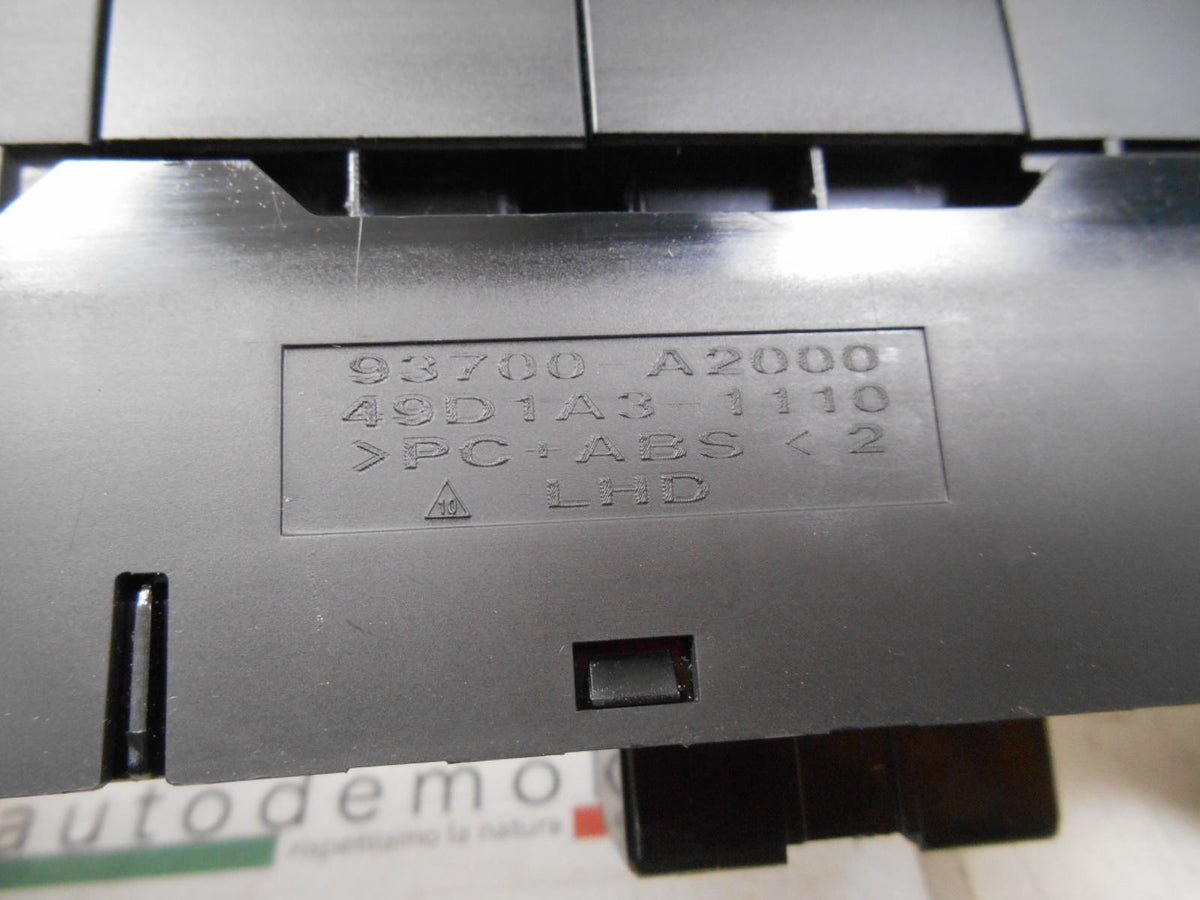 93700-A2000
49D1A3-1110
>PC+ABS<2
10 LHD
autodemo
rispettiamo la natura